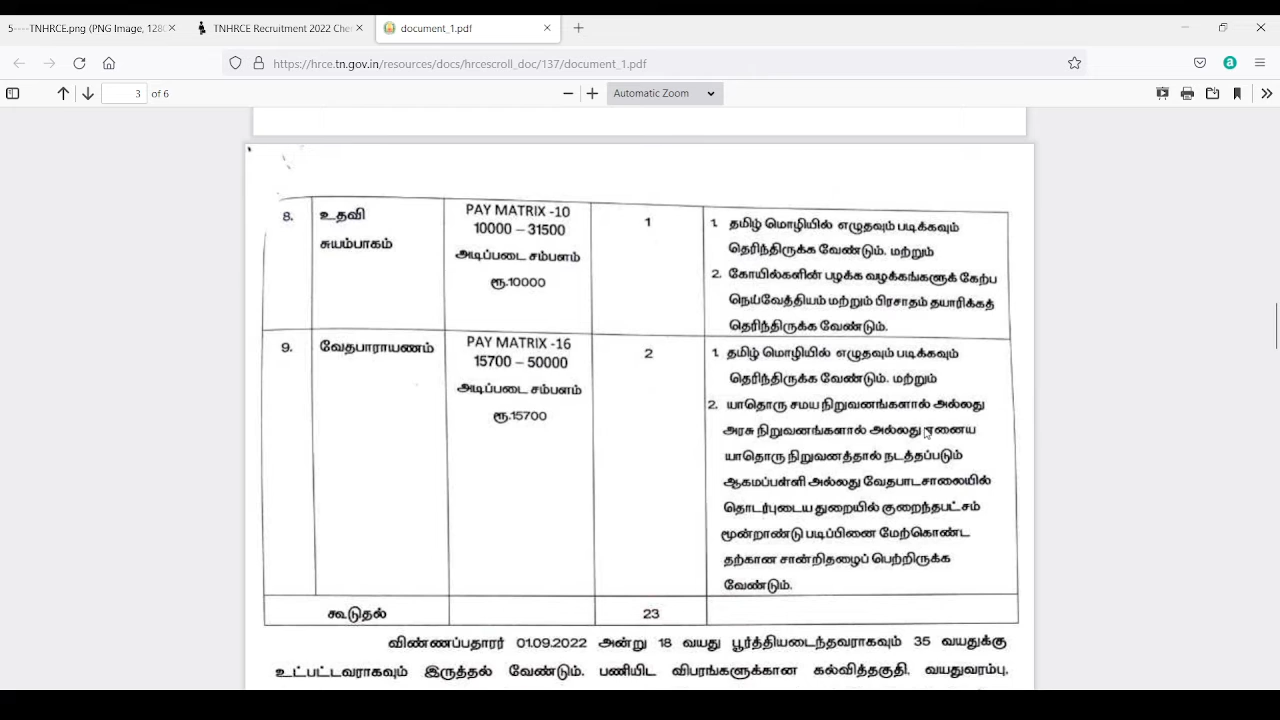 5----TNHRCE.png (PNG Image, 128
TNHRCE Recruitment 2022 Che
document_1.pdf
https://hrce.tn.gov.in/resources/docs/hrcescroll_doc/137/document_1.pdf
3 of 6
Automatic Zoom
8.
உதவி
சுயம்பாகம்
PAY MATRIX -10
10000 – 31500
அடிப்படை சம்பளம்
ரூ.10000
1
1. தமிழ் மொழியில் எழுதவும் படிக்கவும்
தெரிந்திருக்க வேண்டும். மற்றும்
2. கோயில்களின் பழக்க வழக்கங்களுக் கேற்ப
நெய்வேத்தியம் மற்றும் பிரசாதம் தயாரிக்கத்
தெரிந்திருக்க வேண்டும்.
9.
வேதபாராயணம்
PAY MATRIX -16
15700 – 50000
அடிப்படை சம்பளம்
ரூ.15700
2
1. தமிழ் மொழியில் எழுதவும் படிக்கவும்
தெரிந்திருக்க வேண்டும். மற்றும்
2. யாதொரு சமய நிறுவனங்களால் அல்லது
அரசு நிறுவனங்களால் அல்லது ஏனைய
யாதொரு நிறுவனத்தால் நடத்தப்படும்
ஆகமப்பள்ளி அல்லது வேதபாடசாலையில்
தொடர்புடைய துறையில் குறைந்தபட்சம்
மூன்றாண்டு படிப்பினை மேற்கொண்ட
தற்கான சான்றிதழைப் பெற்றிருக்க
வேண்டும்.
கூடுதல்
23
விண்ணப்பதாரர் 01.09.2022 அன்று 18 வயது பூர்த்தியடைந்தவராகவும் 35 வயதுக்கு
உட்பட்டவராகவும் இருத்தல் வேண்டும். பணியிட விபரங்களுக்கான கல்வித்தகுதி, வயதுவரம்பு,